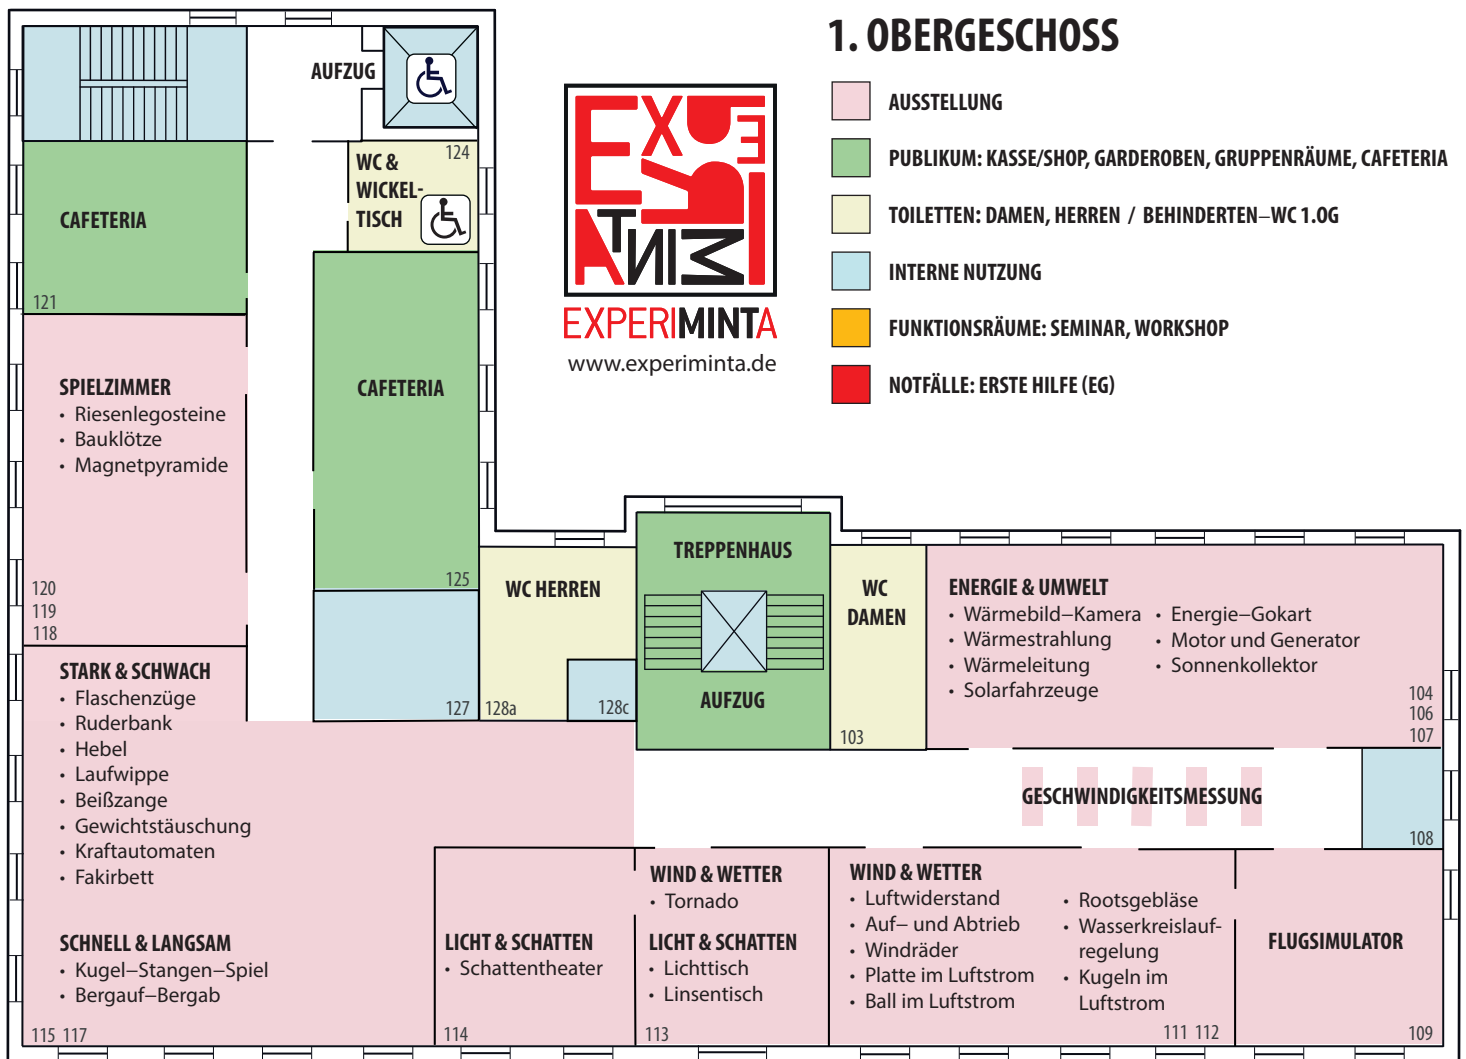 1. OBERGESCHOSS
AUSSTELLUNG
PUBLIKUM: KASSE/SHOP, GARDEROBEN, GRUPPENRÄUME, CAFETERIA
TOILETTEN: DAMEN, HERREN / BEHINDERTEN–WC 1.OG
INTERNE NUTZUNG
FUNKTIONSRÄUME: SEMINAR, WORKSHOP
NOTFÄLLE: ERSTE HILFE (EG)
EXPERIMINTA
EXPERIMINTA
www.experiminta.de
AUFZUG
WC &
WICKEL-
TISCH
124
CAFETERIA
121
CAFETERIA
125
SPIELZIMMER
• Riesenlegosteine
• Bauklötze
• Magnetpyramide
120
119
118
127
WC HERREN
128a
128c
TREPPENHAUS
AUFZUG
WC
DAMEN
103
ENERGIE & UMWELT
• Wärmebild–Kamera
• Wärmestrahlung
• Wärmeleitung
• Solarfahrzeuge
• Energie–Gokart
• Motor und Generator
• Sonnenkollektor
104
106
107
STARK & SCHWACH
• Flaschenzüge
• Ruderbank
• Hebel
• Laufwippe
• Beißzange
• Gewichtstäuschung
• Kraftautomaten
• Fakirbett
SCHNELL & LANGSAM
• Kugel–Stangen–Spiel
• Bergauf–Bergab
115 117
GESCHWINDIGKEITSMESSUNG
108
LICHT & SCHATTEN
• Schattentheater
114
WIND & WETTER
• Tornado
LICHT & SCHATTEN
• Lichttisch
• Linsentisch
113
WIND & WETTER
• Luftwiderstand
• Auf– und Abtrieb
• Windräder
• Platte im Luftstrom
• Ball im Luftstrom
• Rootsgebläse
• Wasserkreislauf-
regelung
• Kugeln im
Luftstrom
111 112
FLUGSIMULATOR
109